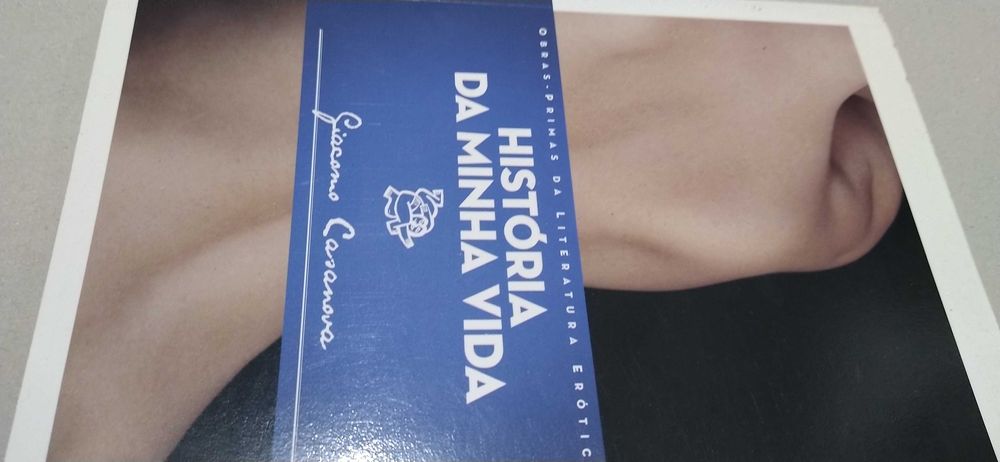 OBRAS-PRIMAS DA LITERATURA ERÓTIC
HISTÓRIA
DA MINHA VIDA
Giacomo Casanova